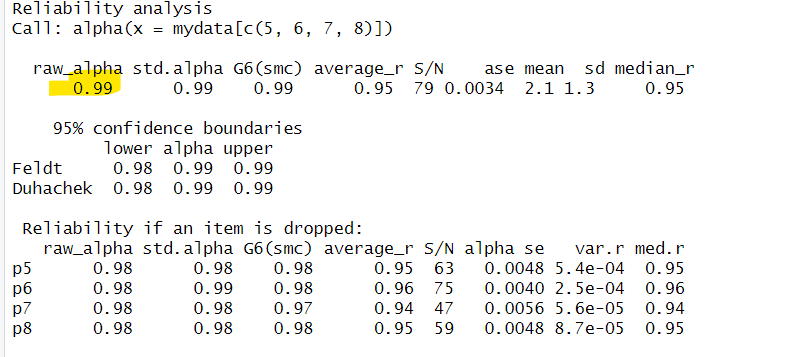 Reliability analysis
Call: alpha(x = mydata[c(5, 6, 7, 8)])
raw_alpha std.alpha G6(smc) average_r S/N ase mean sd median_r
0.99 0.99 0.99 0.95 79 0.0034 2.1 1.3 0.95
95% confidence boundaries
lower alpha upper
Feldt 0.98 0.99 0.99
Duhachek 0.98 0.99 0.99
Reliability if an item is dropped:
raw_alpha std.alpha G6(smc) average_r S/N alpha se var.r med.r
p5 0.98 0.98 0.98 0.95 63 0.0048 5.4e-04 0.95
p6 0.98 0.99 0.98 0.96 75 0.0040 2.5e-04 0.96
p7 0.98 0.98 0.97 0.94 47 0.0056 5.6e-05 0.94
p8 0.98 0.98 0.98 0.95 59 0.0048 8.7e-05 0.95